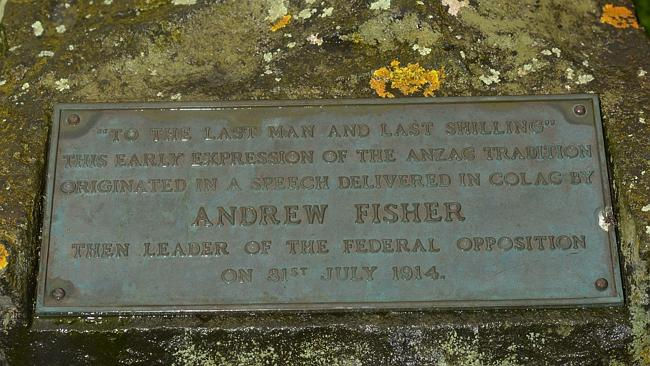 "TO THE LAST MAN AND LAST SHILLING"
THIS EARLY EXPRESSION OF THE ANZAC TRADITION
ORIGINATED IN A SPEECH DELIVERED IN COLAC BY
ANDREW FISHER
THEN LEADER OF THE FEDERAL OPPOSITION
ON 31ST JULY 1914.